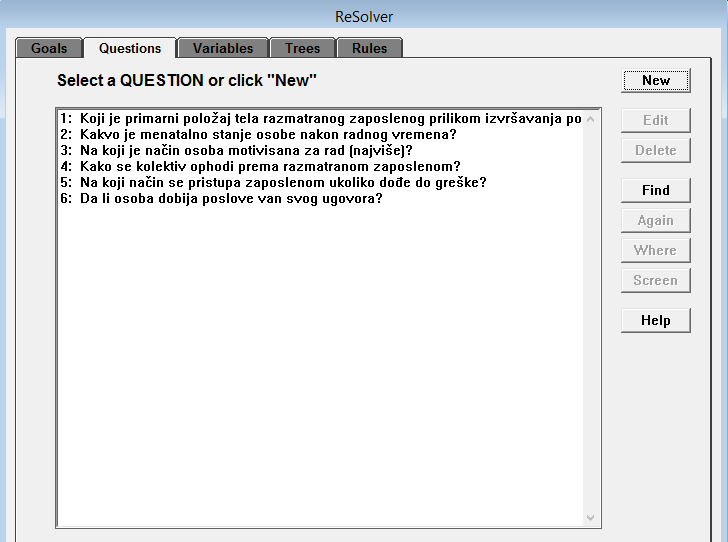 ReSolver
Goals Questions Variables Trees Rules
Select a QUESTION or click "New"
New
1: Koji je primarni položaj tela razmatranog zaposlenog prilikom izvršavanja po
2: Kakvo je menatalno stanje osobe nakon radnog vremena?
3: Na koji je način osoba motivisana za rad (najviše)?
4: Kako se kolektiv ophodi prema razmatranom zaposlenom?
5: Na koji način se pristupa zaposlenom ukoliko dođe do greške?
6: Da li osoba dobija poslove van svog ugovora?
Edit
Delete
Find
Again
Where
Screen
Help